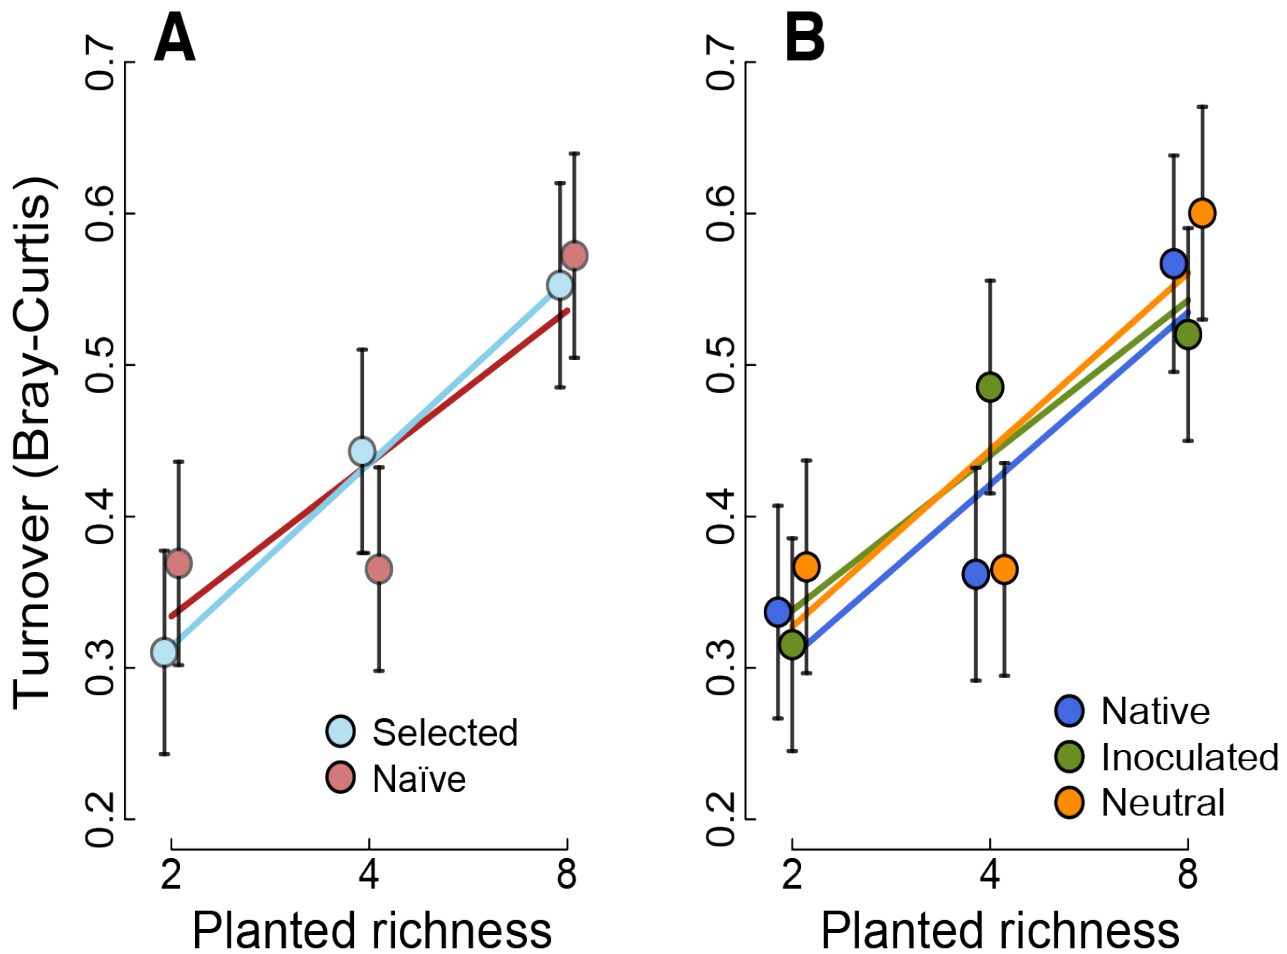 A
B
Turnover (Bray-Curtis)
0.7
0.6
0.5
0.4
0.3
0.2
2
4
8
Planted richness
Selected
Naïve
0.7
0.6
0.5
0.4
0.3
0.2
2
4
8
Planted richness
Native
Inoculated
Neutral